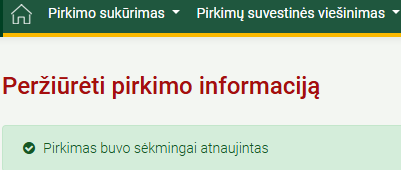 Pirkimo sukūrimas Pirkimų suvestinės viešinimas
Peržiūrėti pirkimo informaciją
Pirkimas buvo sėkmingai atnaujintas